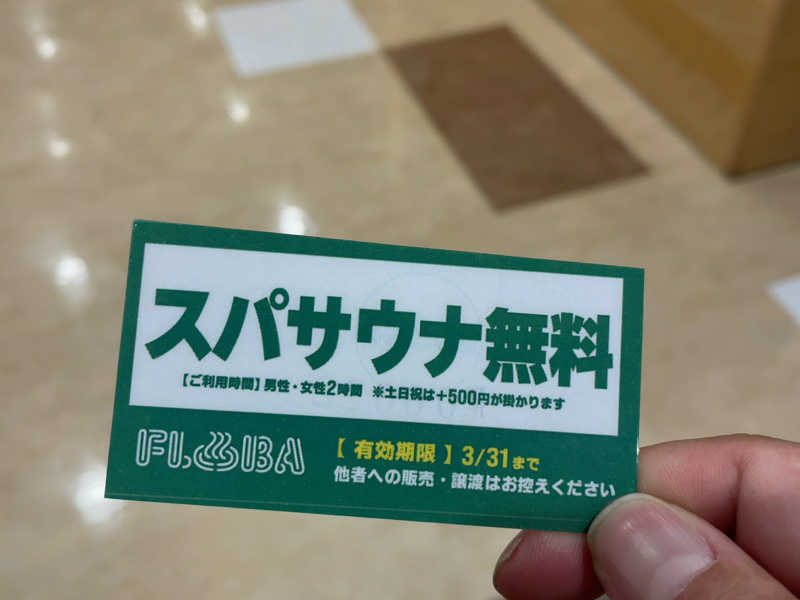 スパサウナ無料
【ご利用時間】男性・女性2時間 ※土日祝は+500円が掛かります
FLOBA
【有効期限】3/31まで
他者への販売・譲渡はお控えください